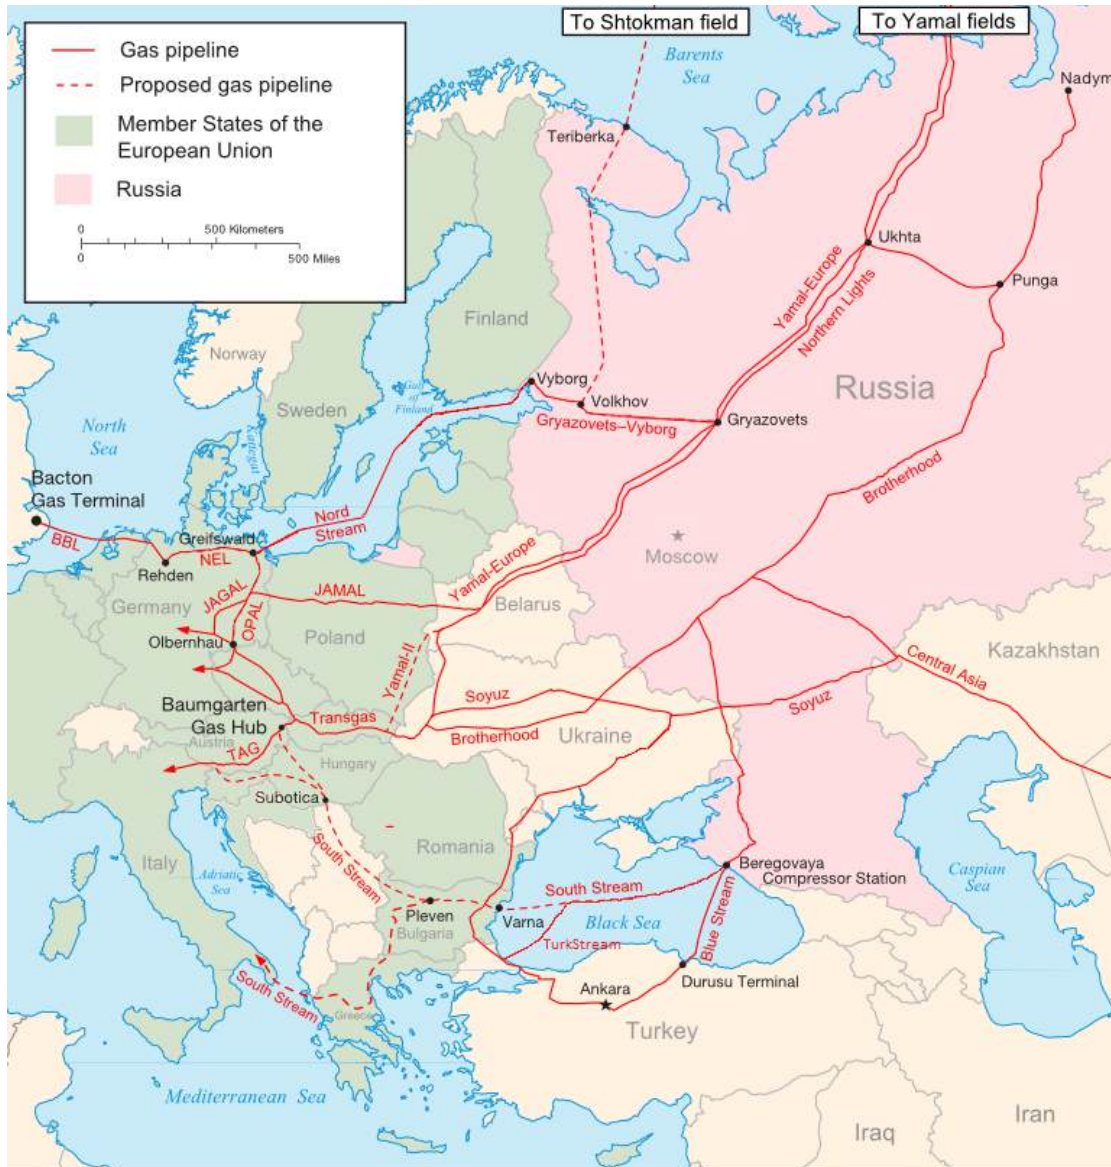 To Shtokman field
To Yamal fields
Gas pipeline
Proposed gas pipeline
Member States of the
European Union
Russia
0
500 Kilometers
0
500 Miles
Barents
Sea
Nadym
Teriberka
Ukhta
Punga
Yamal-Europe
Northern Lights
Finland
Norway
Sweden
Gulf
of
Finland
Vyborg
Volkhov
Gryazovets–Vyborg
Gryazovets
Russia
Brotherhood
North
Sea
Kattegat
Bacton
Gas Terminal
BBL
Greifswald
NEL
Rehden
Nord
Stream
Moscow
Yamal-Europe
Belarus
JAGAL
JAMAL
Germany
OPAL
Poland
Olbernhau
Yamal-II
Kazakhstan
Central Asia
Soyuz
Soyuz
Baumgarten
Gas Hub
Transgas
Brotherhood
Ukraine
TAG
Austria
Hungary
Subotica
South Stream
Romania
Italy
Adriatic
Sea
Beregovaya
Compressor Station
Caspian
Sea
South Stream
Pleven
Bulgaria
Varna
Black Sea
TurkStream
Blue Stream
Durusu Terminal
Ankara
South Stream
Greece
Turkey
Mediterranean Sea
Iraq
Iran